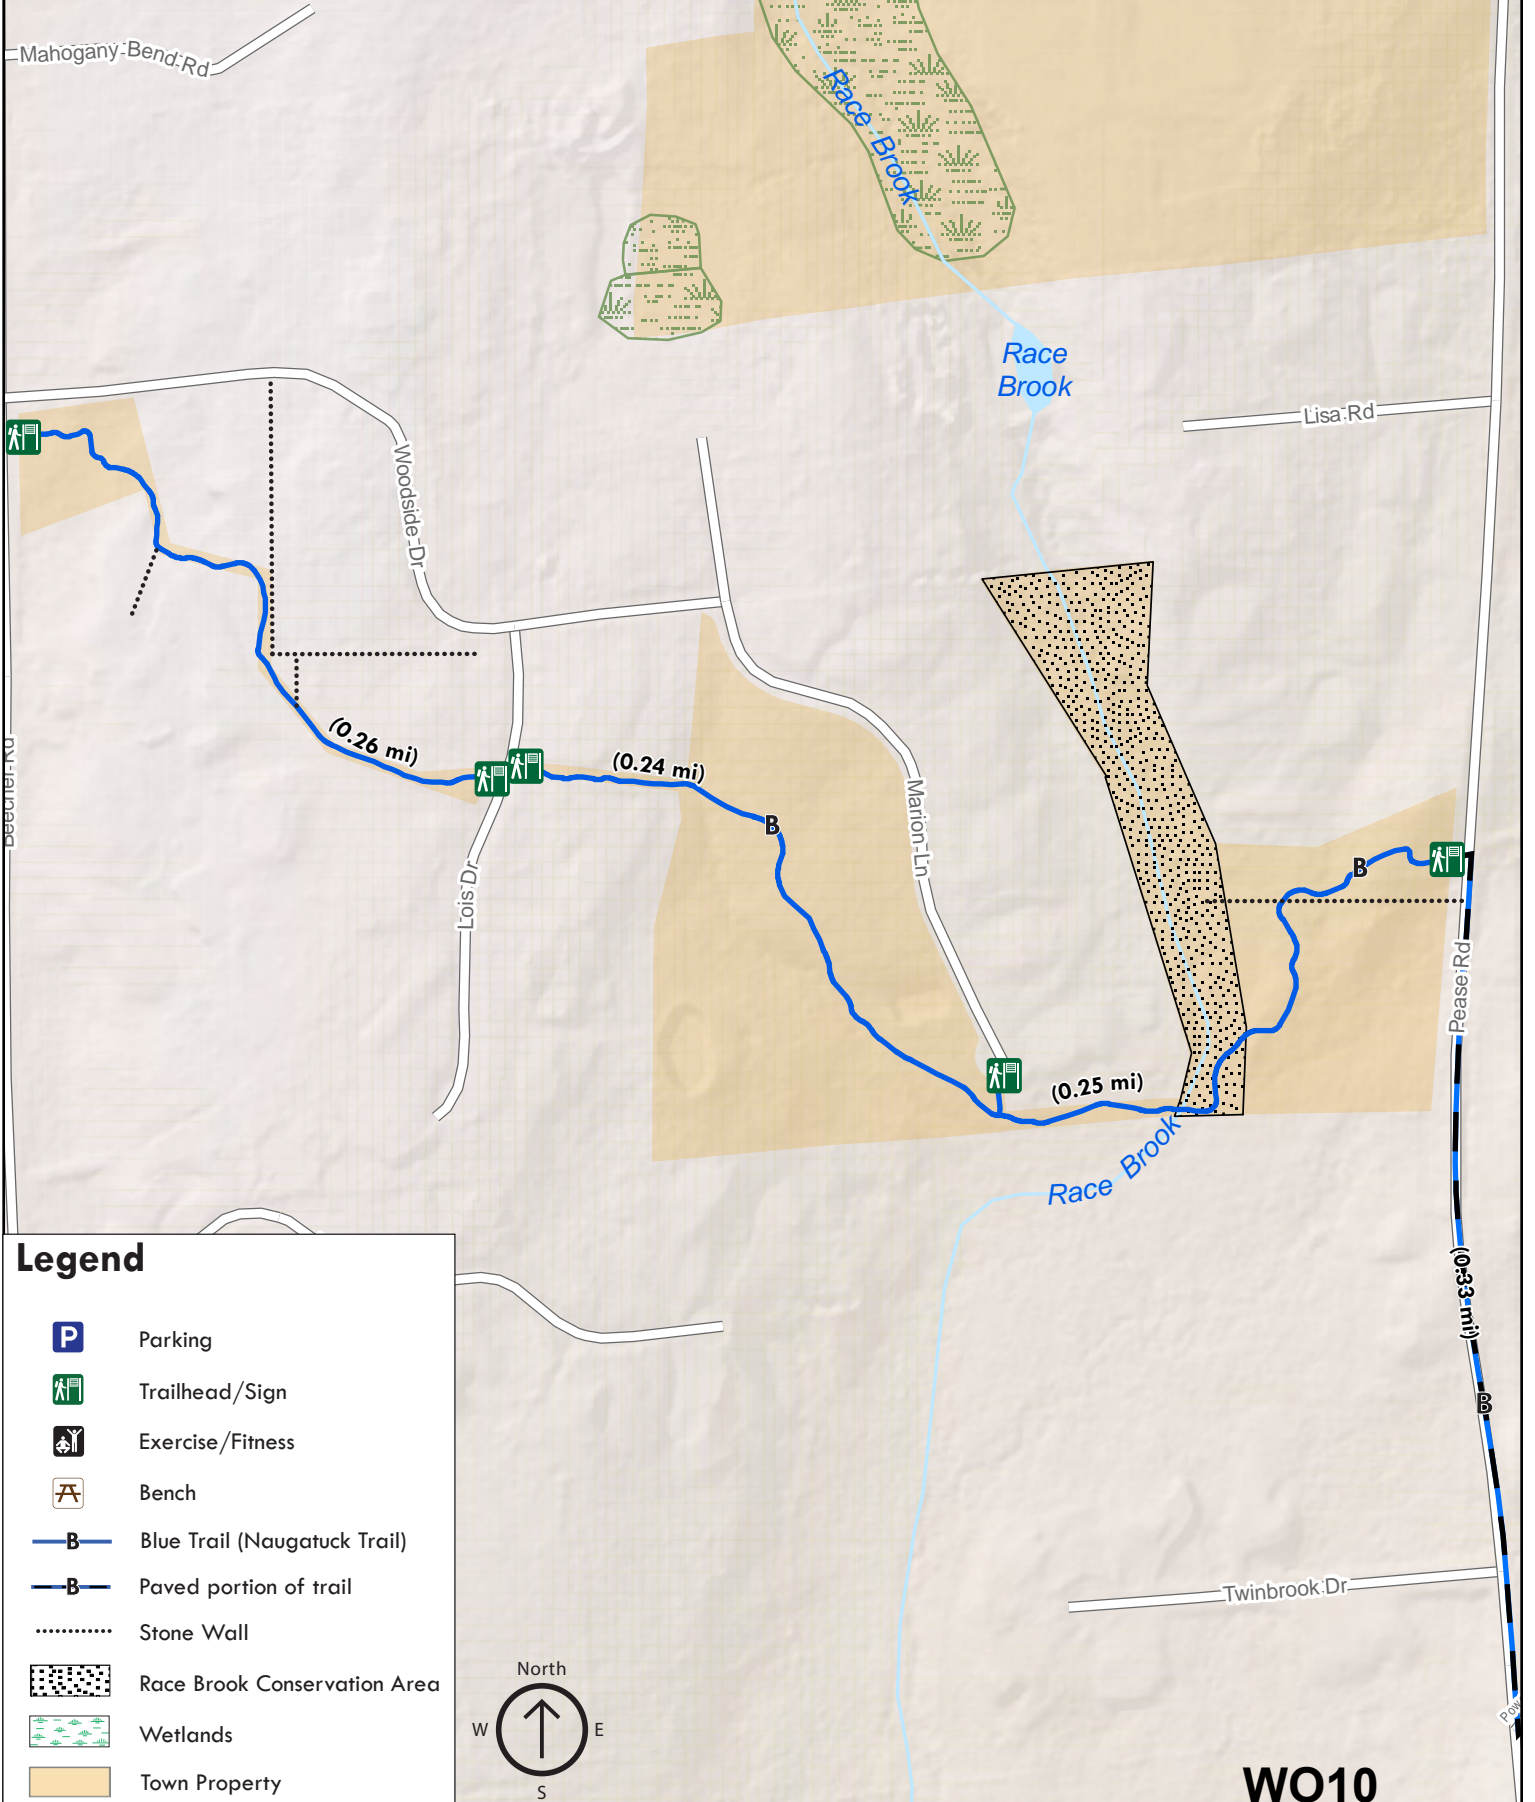 Mahogany Bend Rd
Race Brook
Race
Brook
Lisa Rd
Woodside Dr
(0.26 mi)
(0.24 mi)
B
Beecher Rd
Marion Ln
B
Lois Dr
Pease Rd
(0.25 mi)
Race Brook
(0.33 mi)
B
Legend
P Parking
Trailhead/Sign
Exercise/Fitness
Bench
B Blue Trail (Naugatuck Trail)
B Paved portion of trail
Stone Wall
Race Brook Conservation Area
Wetlands
Town Property
Twinbrook Dr
North
W E
S
WO10